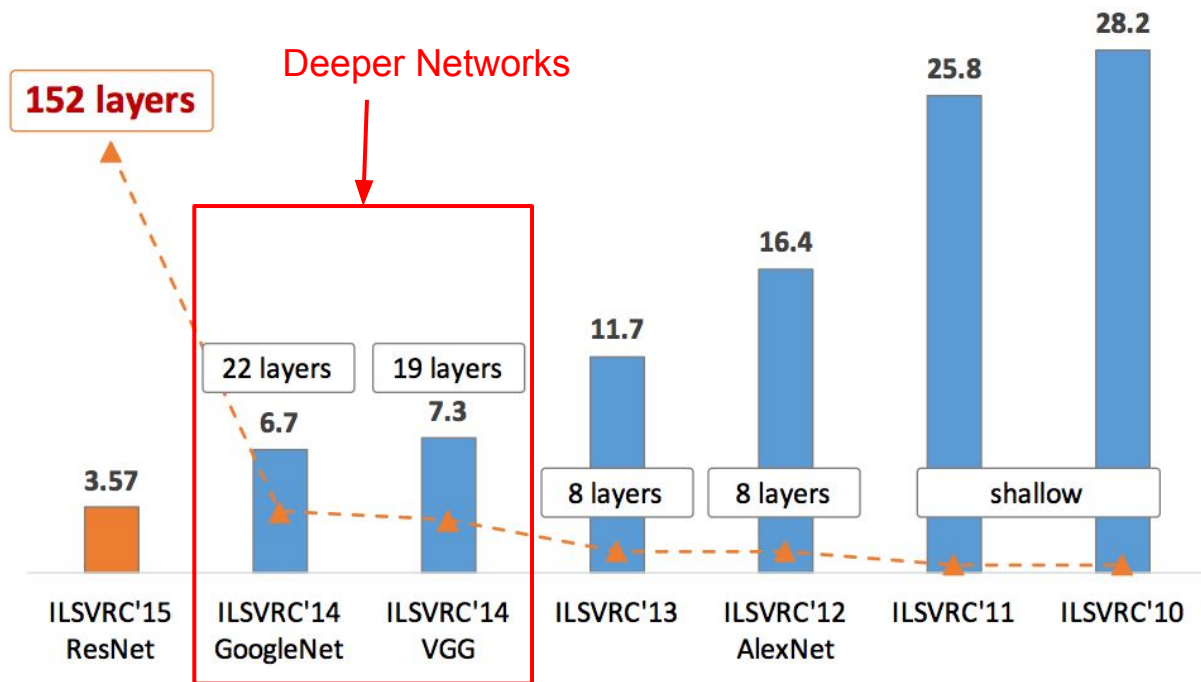 Deeper Networks
152 layers
28.2
25.8
16.4
11.7
22 layers
19 layers
6.7
7.3
3.57
8 layers
8 layers
shallow
ILSVRC'15
ResNet
ILSVRC'14
GoogleNet
ILSVRC'14
VGG
ILSVRC'13
ILSVRC'12
AlexNet
ILSVRC'11
ILSVRC'10